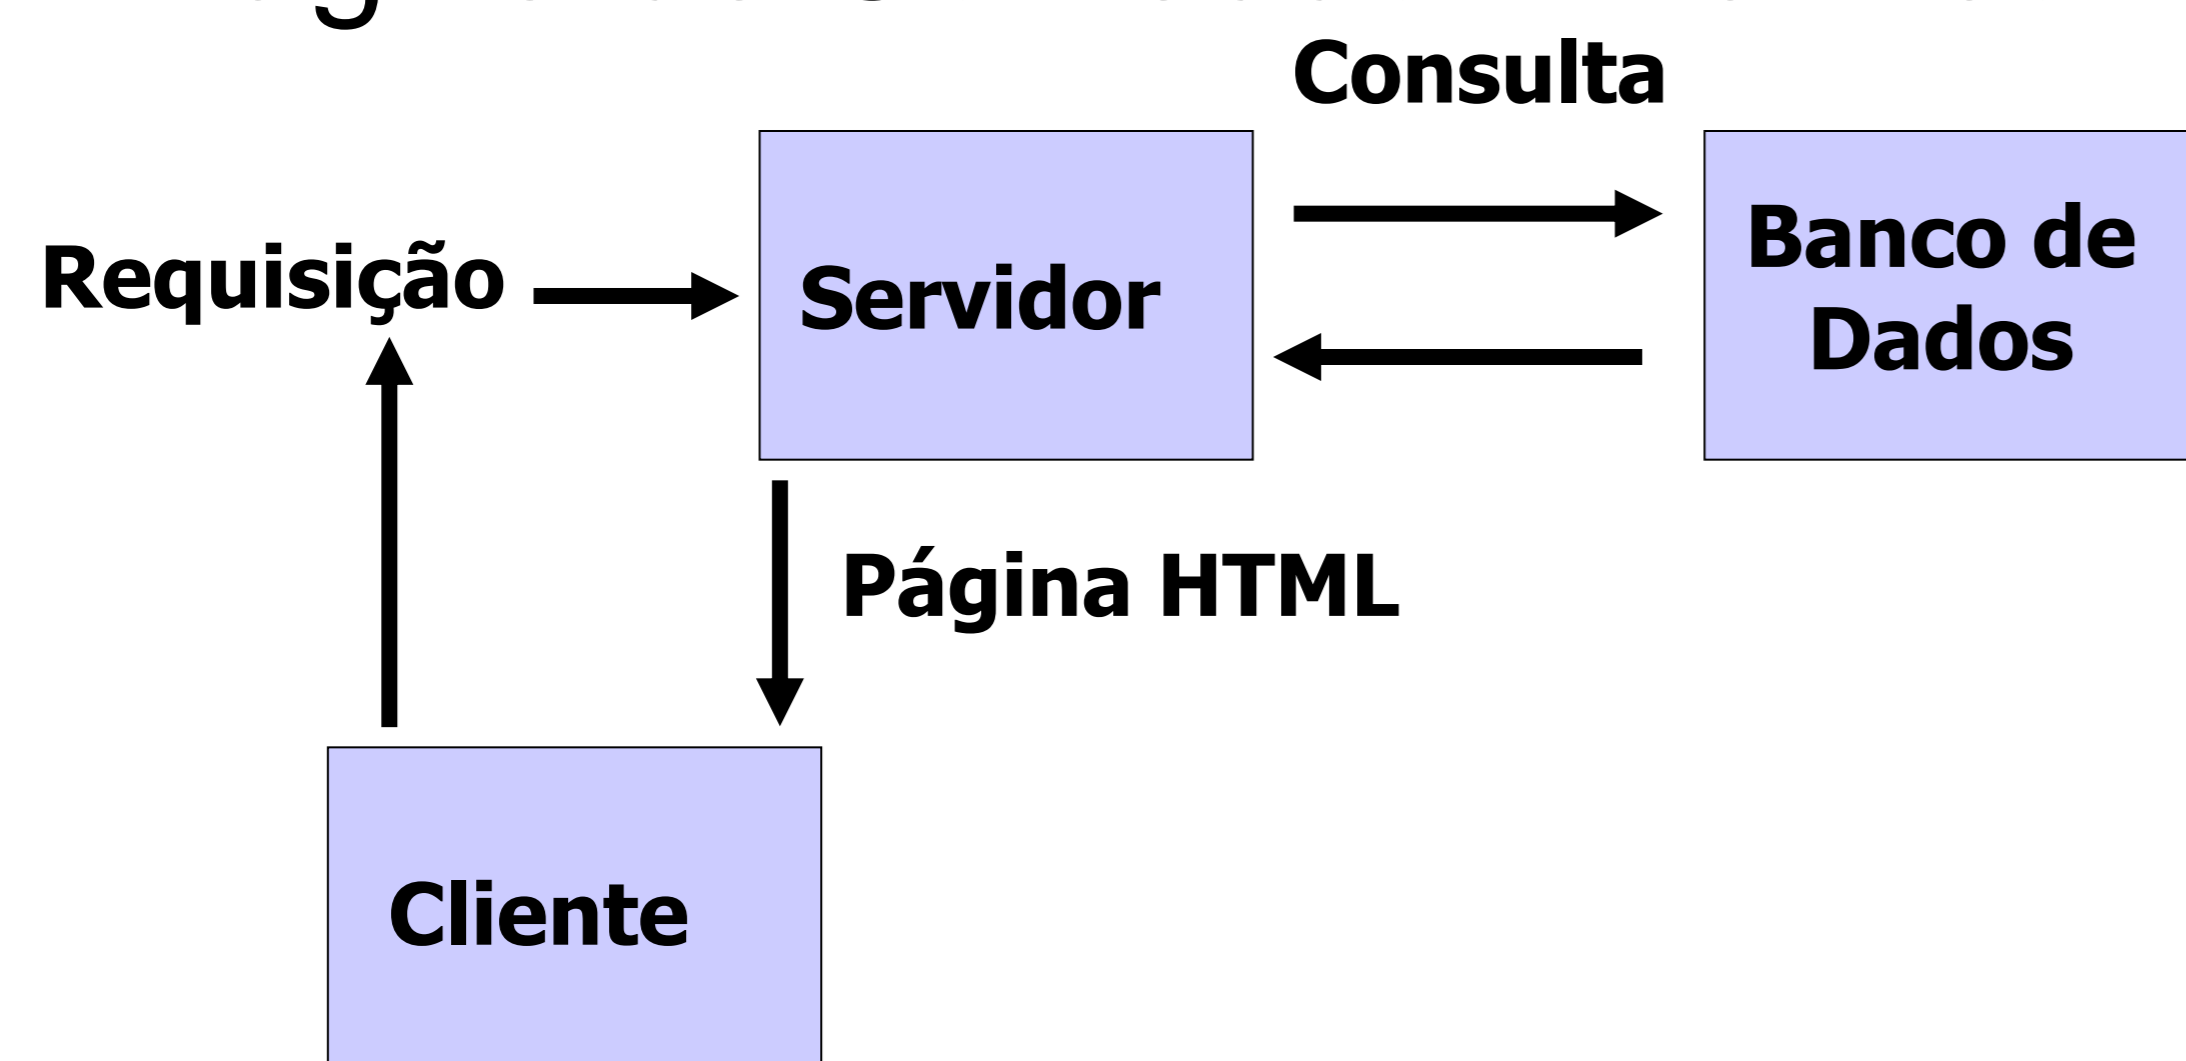 Consulta
Requisição
Servidor
Banco de
Dados
Página HTML
Cliente